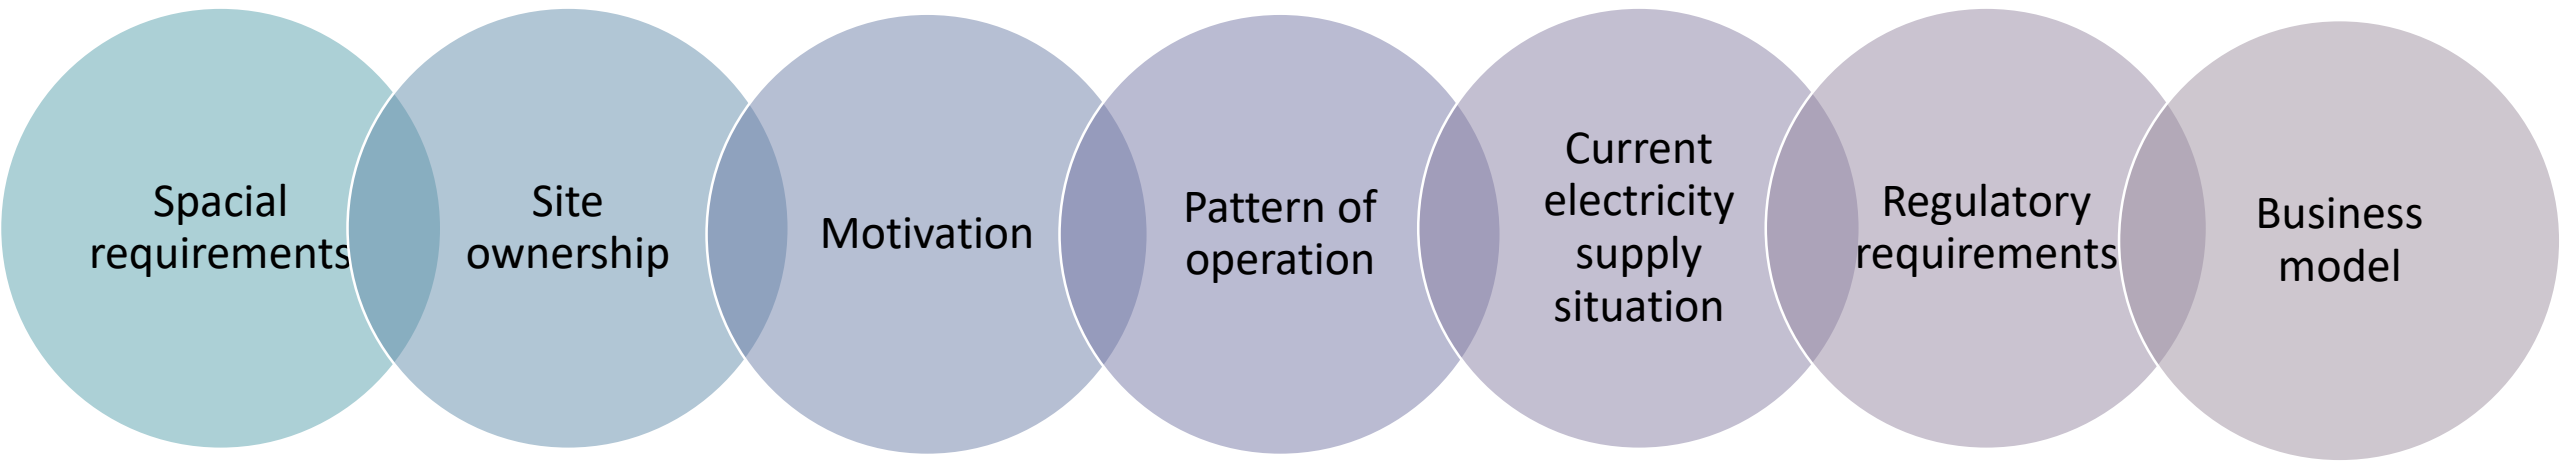 Spacial
requirements
Site
ownership
Motivation
Pattern of
operation
Current
electricity
supply
situation
Regulatory
requirements
Business
model